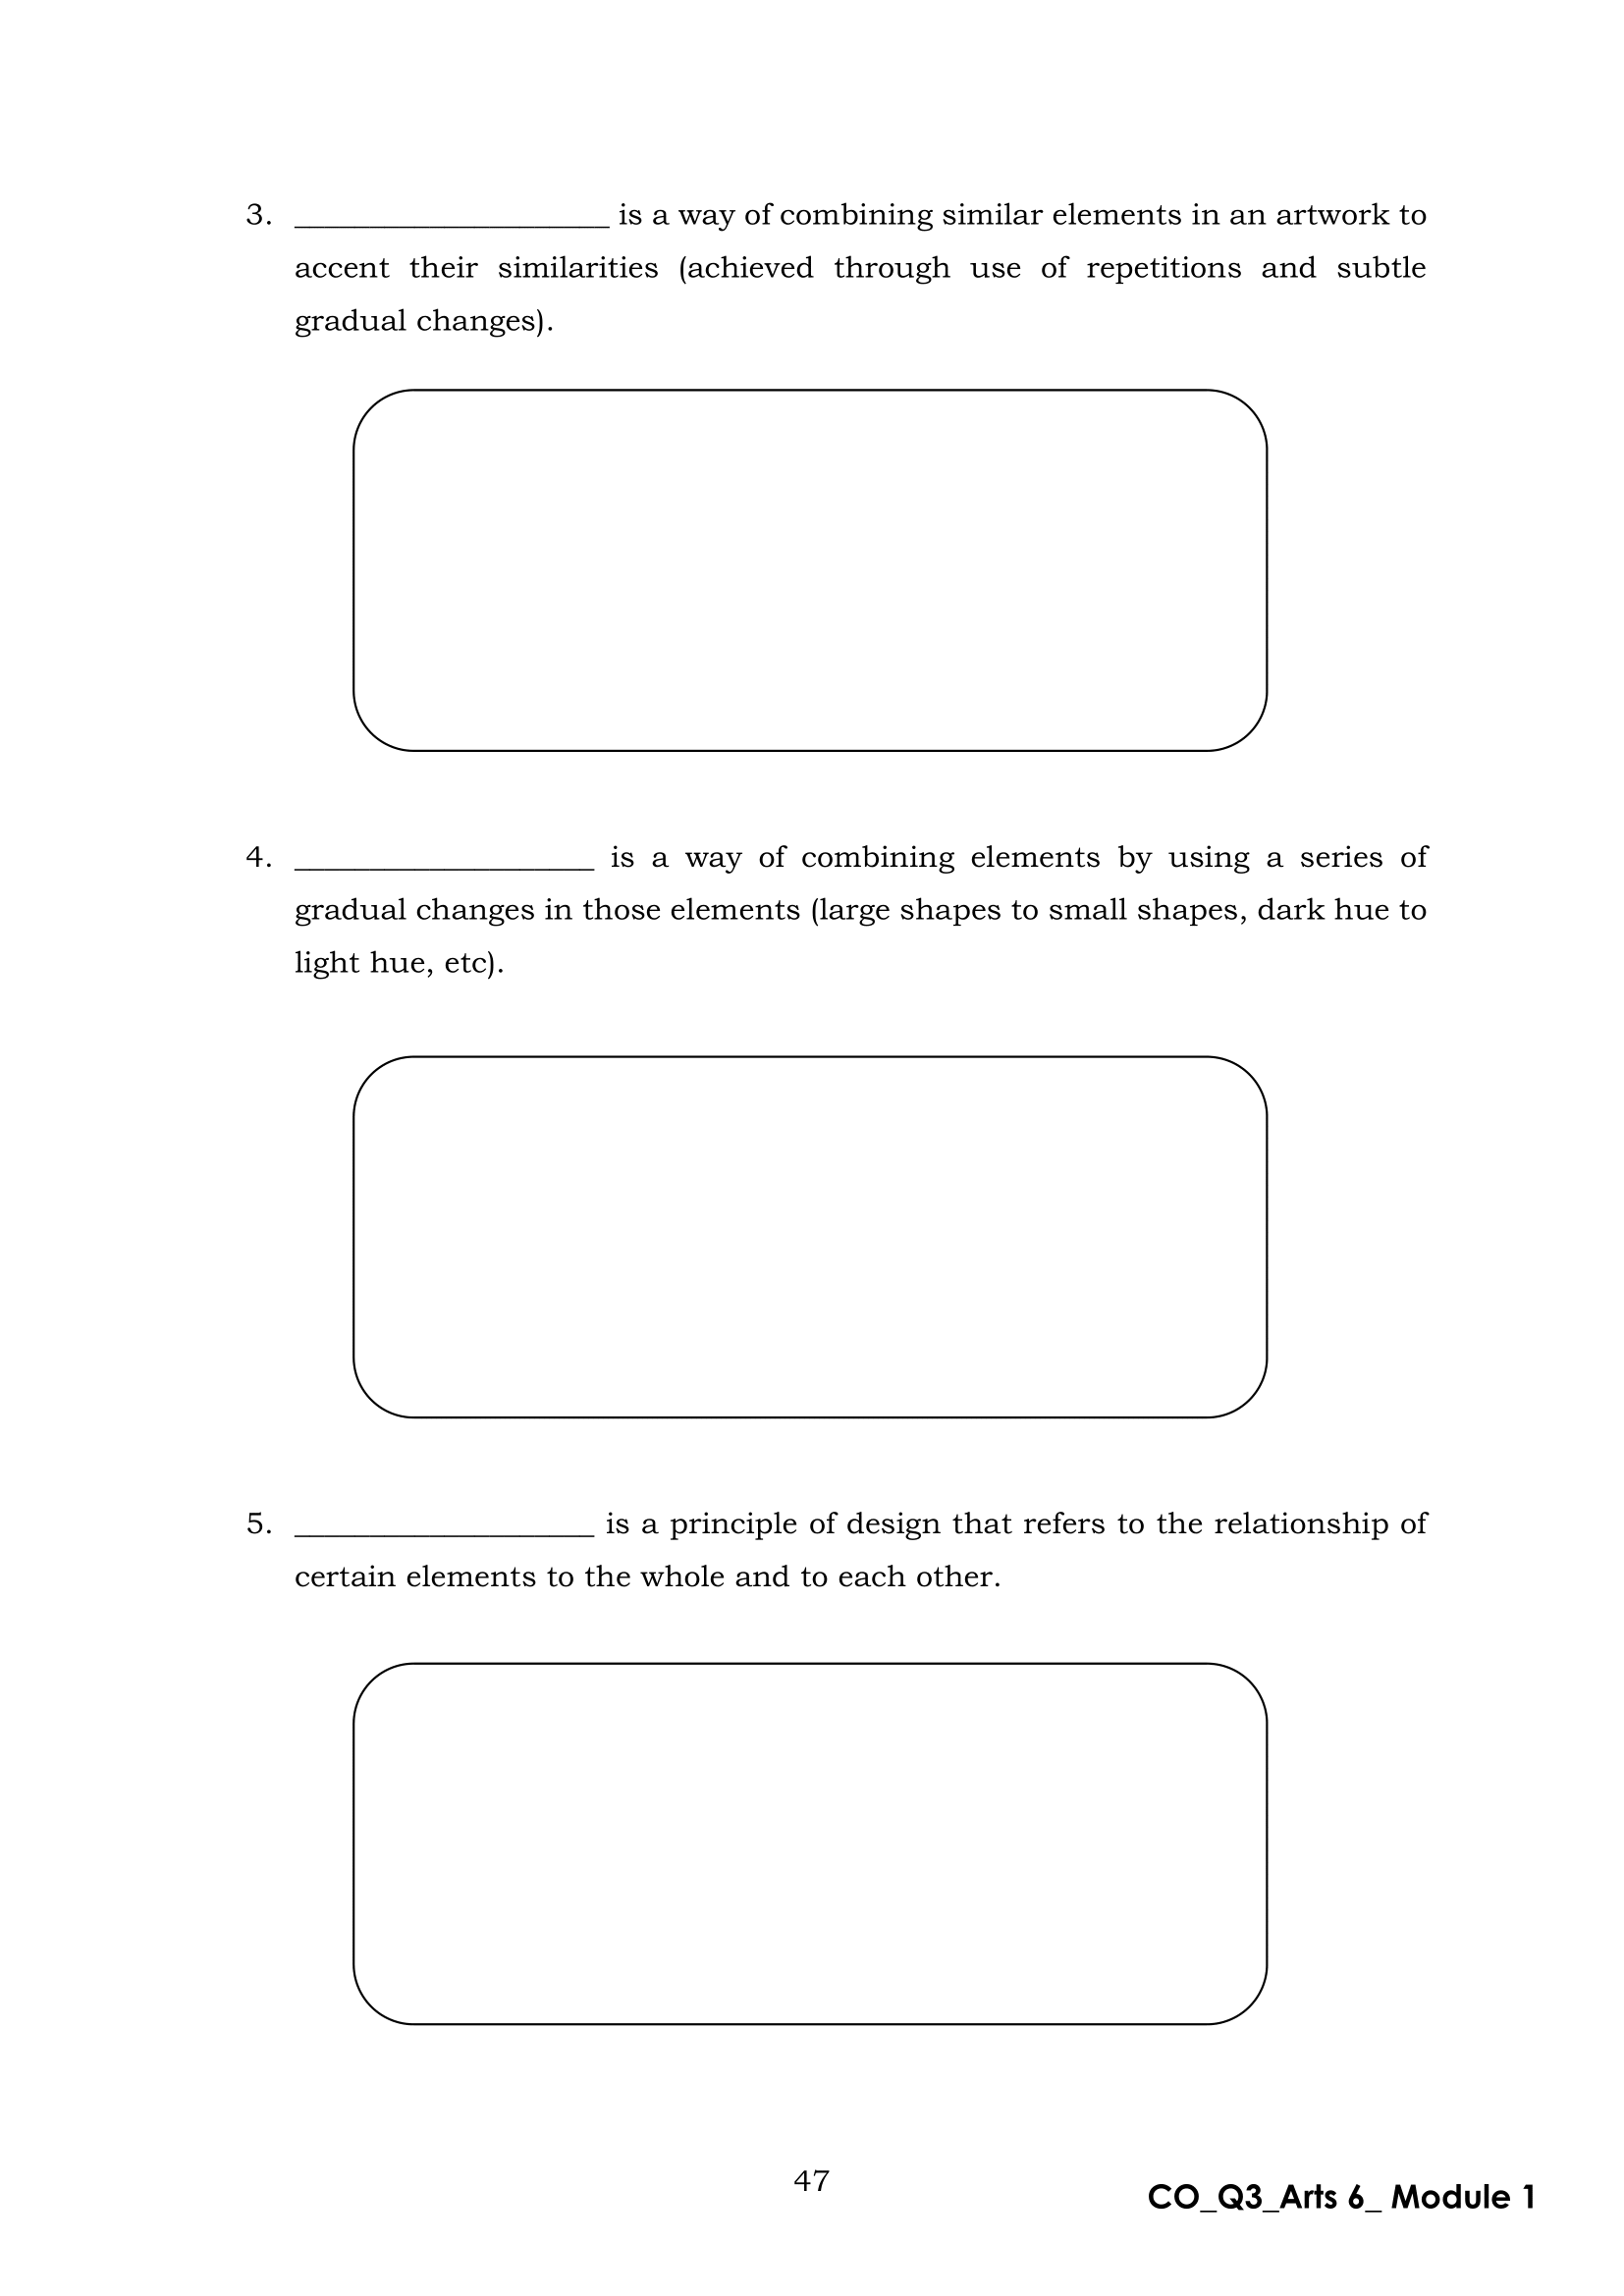 3. _____________________ is a way of combining similar elements in an artwork to
accent their similarities (achieved through use of repetitions and subtle
gradual changes).
4. ____________________ is a way of combining elements by using a series of
gradual changes in those elements (large shapes to small shapes, dark hue to
light hue, etc).
5. ____________________ is a principle of design that refers to the relationship of
certain elements to the whole and to each other.
47
CO_Q3_Arts 6_ Module 1